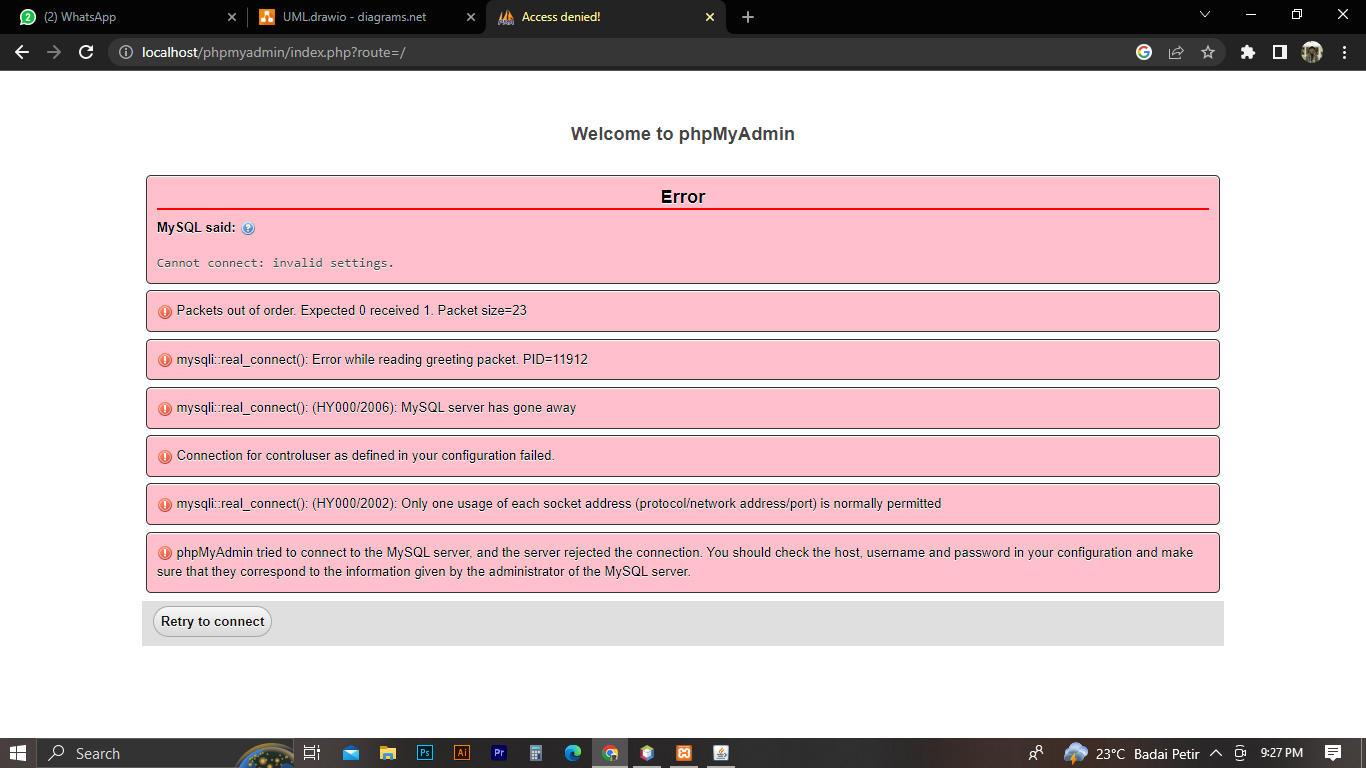 (2) WhatsApp
UML.drawio - diagrams.net
Access denied!
localhost/phpmyadmin/index.php?route=/
Welcome to phpMyAdmin
Error
MySQL said:
Cannot connect: invalid settings.
Packets out of order. Expected 0 received 1. Packet size=23
mysqli::real_connect(): Error while reading greeting packet. PID=11912
mysqli::real_connect(): (HY000/2006): MySQL server has gone away
Connection for controluser as defined in your configuration failed.
mysqli::real_connect(): (HY000/2002): Only one usage of each socket address (protocol/network address/port) is normally permitted
phpMyAdmin tried to connect to the MySQL server, and the server rejected the connection. You should check the host, username and password in your configuration and make
sure that they correspond to the information given by the administrator of the MySQL server.
Retry to connect
Search
Ps
Ai
Pr
23°C Badai Petir
9:27 PM